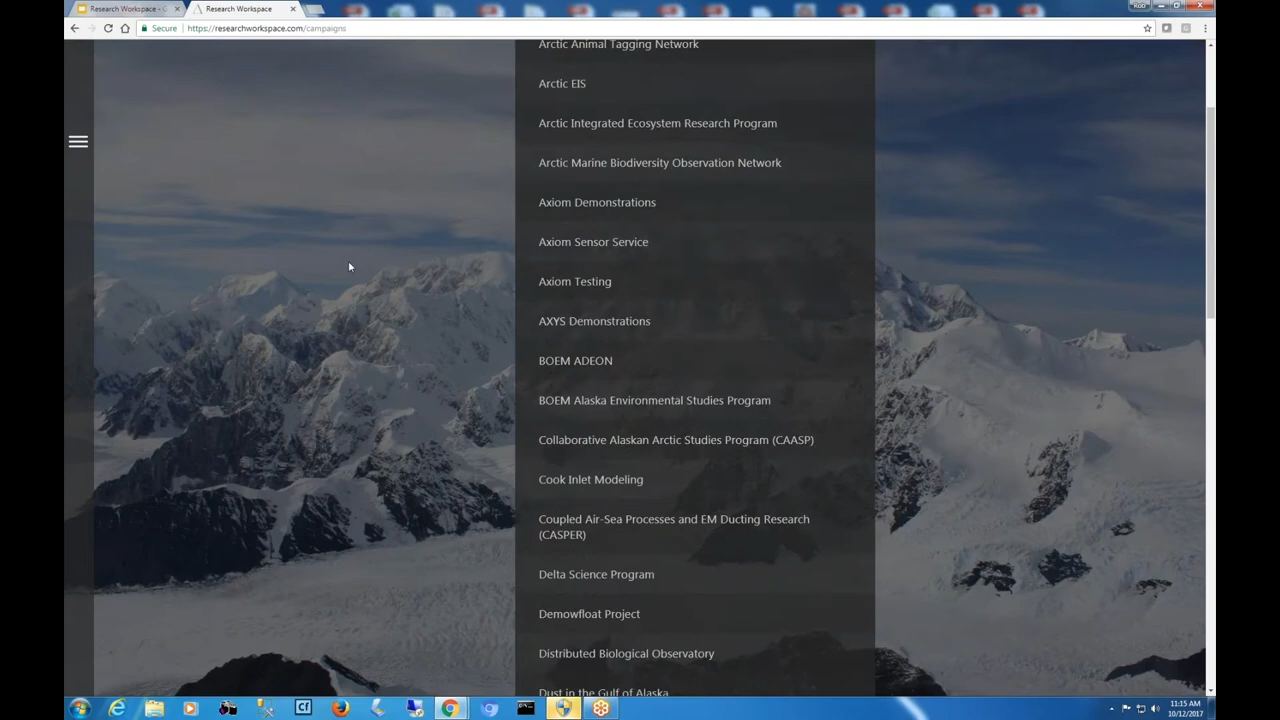 Research Workspace - G
Research Workspace
Rob
Secure
https://researchworkspace.com/campaigns
Arctic Animal Tagging Network
Arctic EIS
Arctic Integrated Ecosystem Research Program
Arctic Marine Biodiversity Observation Network
Axiom Demonstrations
Axiom Sensor Service
Axiom Testing
AXYS Demonstrations
BOEM ADEON
BOEM Alaska Environmental Studies Program
Collaborative Alaskan Arctic Studies Program (CAASP)
Cook Inlet Modeling
Coupled Air-Sea Processes and EM Ducting Research
(CASPER)
Delta Science Program
Demowfloat Project
Distributed Biological Observatory
Dust in the Gulf of Alaska
Cf
11:15 AM
10/12/2017